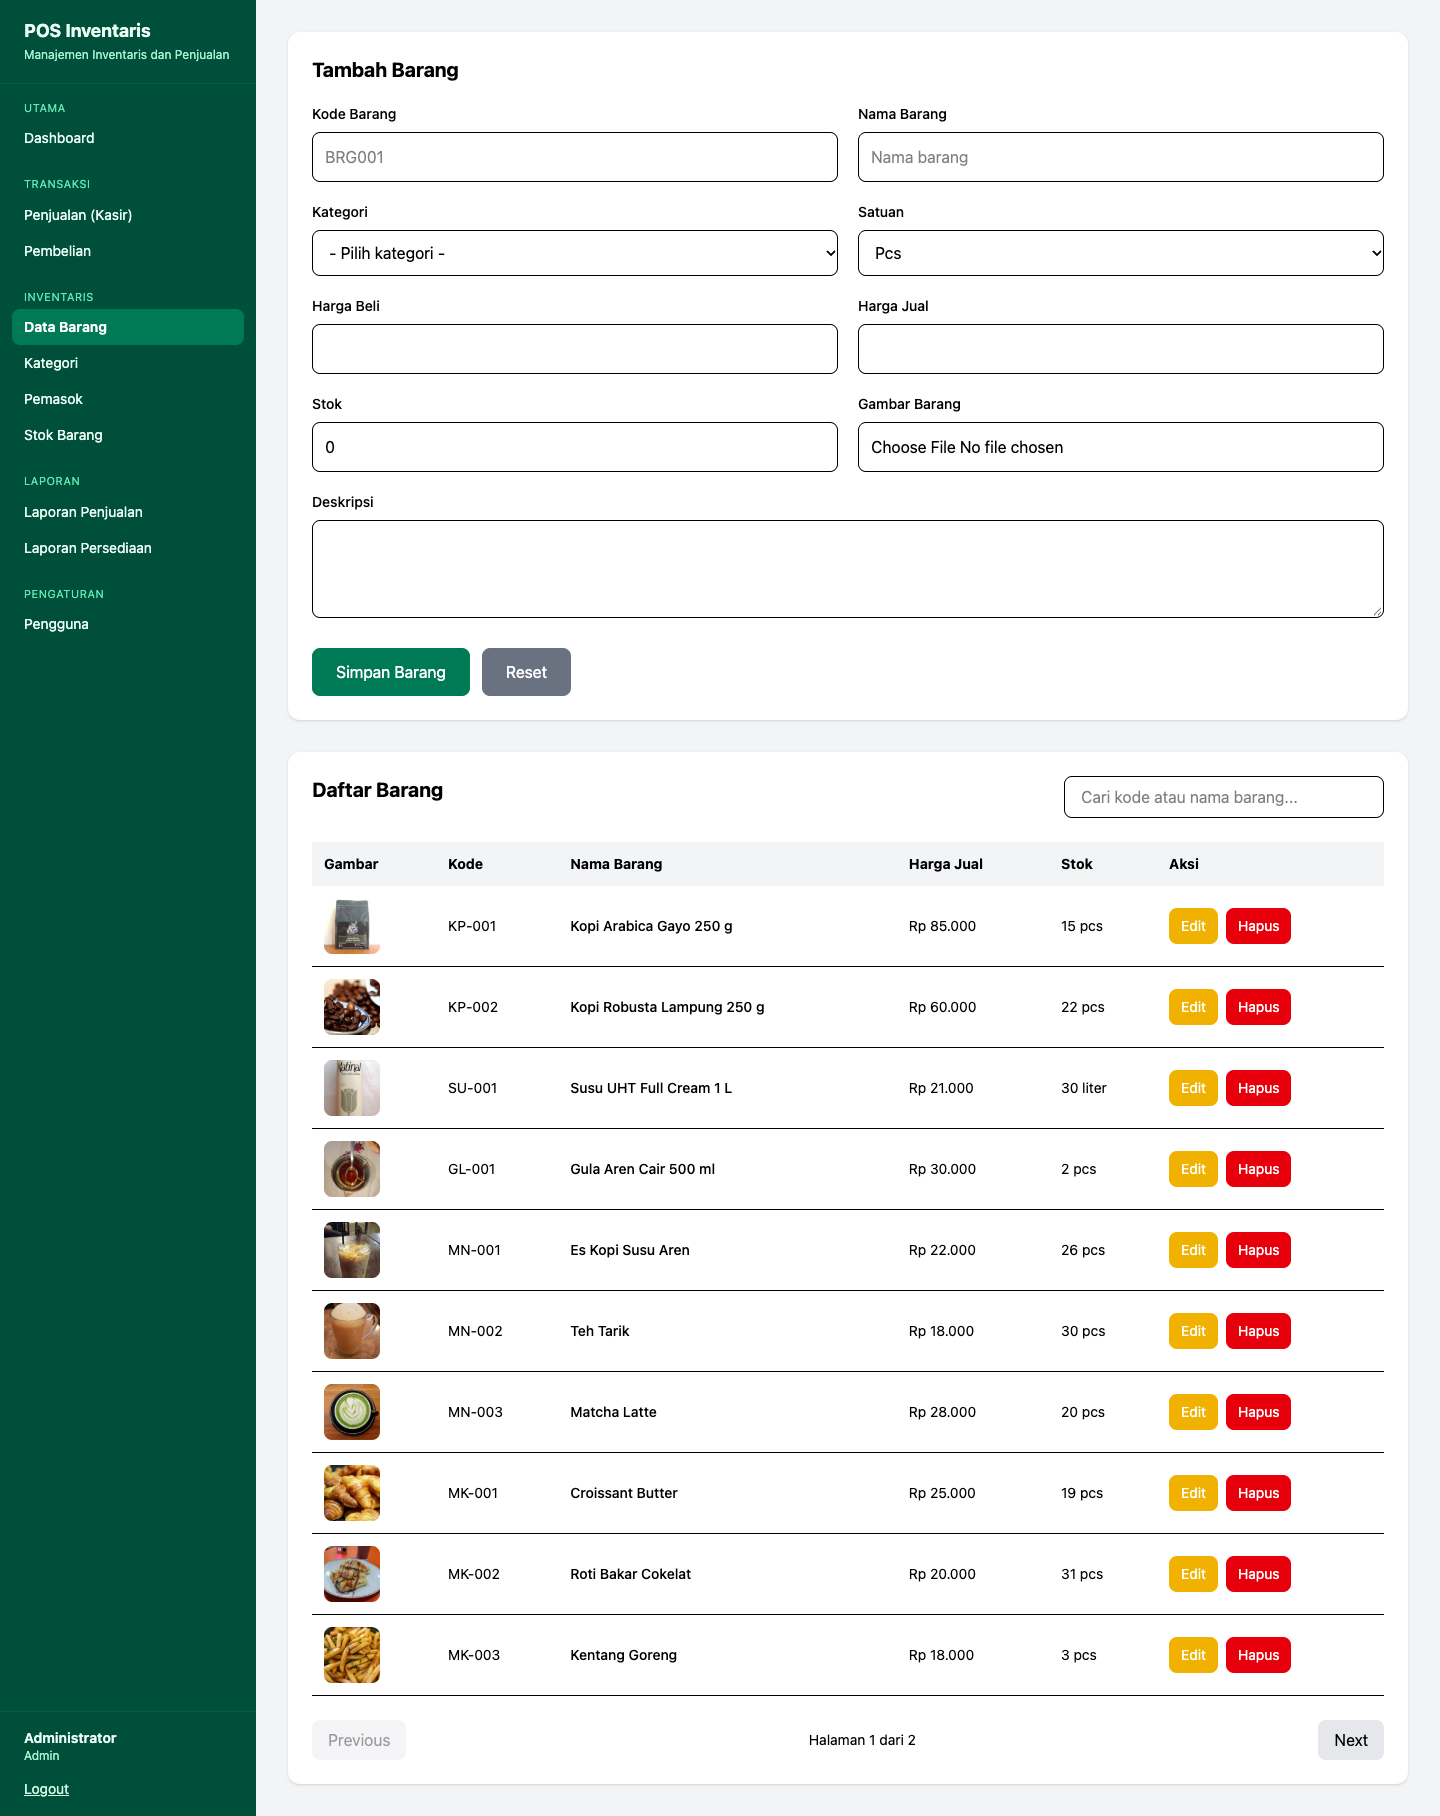 POS Inventaris
Manajemen Inventaris dan Penjualan
UTAMA
Dashboard
TRANSAKSI
Penjualan (Kasir)
Pembelian
INVENTARIS
Data Barang
Kategori
Pemasok
Stok Barang
LAPORAN
Laporan Penjualan
Laporan Persediaan
PENGATURAN
Pengguna
Administrator
Admin
Logout
Tambah Barang
Kode Barang
BRG001
Nama Barang
Nama barang
Kategori
- Pilih kategori -
Satuan
Pcs
Harga Beli
Harga Jual
Stok
0
Gambar Barang
Choose File No file chosen
Deskripsi
Simpan Barang Reset
Daftar Barang
Cari kode atau nama barang...
Gambar Kode Nama Barang Harga Jual Stok Aksi
KP-001 Kopi Arabica Gayo 250 g Rp 85.000 15 pcs Edit Hapus
KP-002 Kopi Robusta Lampung 250 g Rp 60.000 22 pcs Edit Hapus
SU-001 Susu UHT Full Cream 1 L Rp 21.000 30 liter Edit Hapus
GL-001 Gula Aren Cair 500 ml Rp 30.000 2 pcs Edit Hapus
MN-001 Es Kopi Susu Aren Rp 22.000 26 pcs Edit Hapus
MN-002 Teh Tarik Rp 18.000 30 pcs Edit Hapus
MN-003 Matcha Latte Rp 28.000 20 pcs Edit Hapus
MK-001 Croissant Butter Rp 25.000 19 pcs Edit Hapus
MK-002 Roti Bakar Cokelat Rp 20.000 31 pcs Edit Hapus
MK-003 Kentang Goreng Rp 18.000 3 pcs Edit Hapus
Previous Halaman 1 dari 2 Next